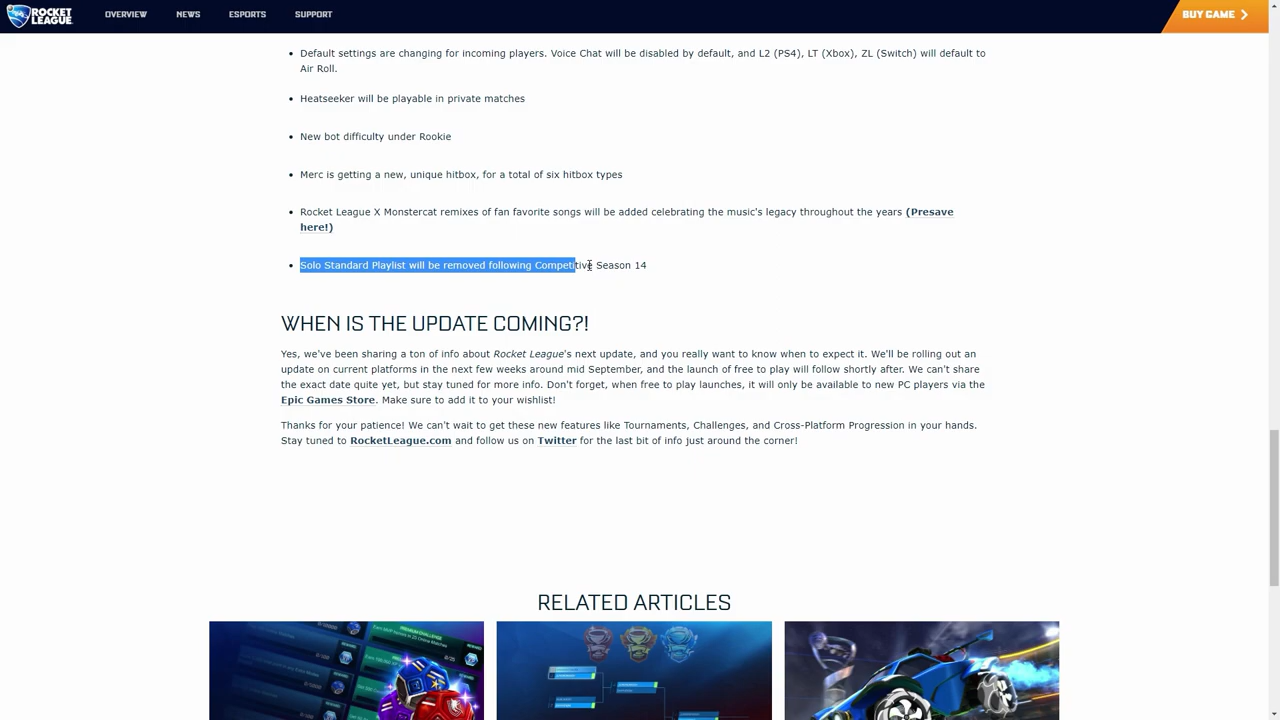 ROCKET LEAGUE
OVERVIEW
NEWS
ESPORTS
SUPPORT
BUY GAME
Default settings are changing for incoming players. Voice Chat will be disabled by default, and L2 (PS4), LT (Xbox), ZL (Switch) will default to
Air Roll.
Heatseeker will be playable in private matches
New bot difficulty under Rookie
Merc is getting a new, unique hitbox, for a total of six hitbox types
Rocket League X Monstercat remixes of fan favorite songs will be added celebrating the music's legacy throughout the years (Presave
here!)
Solo Standard Playlist will be removed following Competitive Season 14
WHEN IS THE UPDATE COMING?!
Yes, we've been sharing a ton of info about Rocket League's next update, and you really want to know when to expect it. We'll be rolling out an
update on current platforms in the next few weeks around mid September, and the launch of free to play will follow shortly after. We can't share
the exact date quite yet, but stay tuned for more info. Don't forget, when free to play launches, it will only be available to new PC players via the
Epic Games Store. Make sure to add it to your wishlist!
Thanks for your patience! We can't wait to get these new features like Tournaments, Challenges, and Cross-Platform Progression in your hands.
Stay tuned to RocketLeague.com and follow us on Twitter for the last bit of info just around the corner!
RELATED ARTICLES